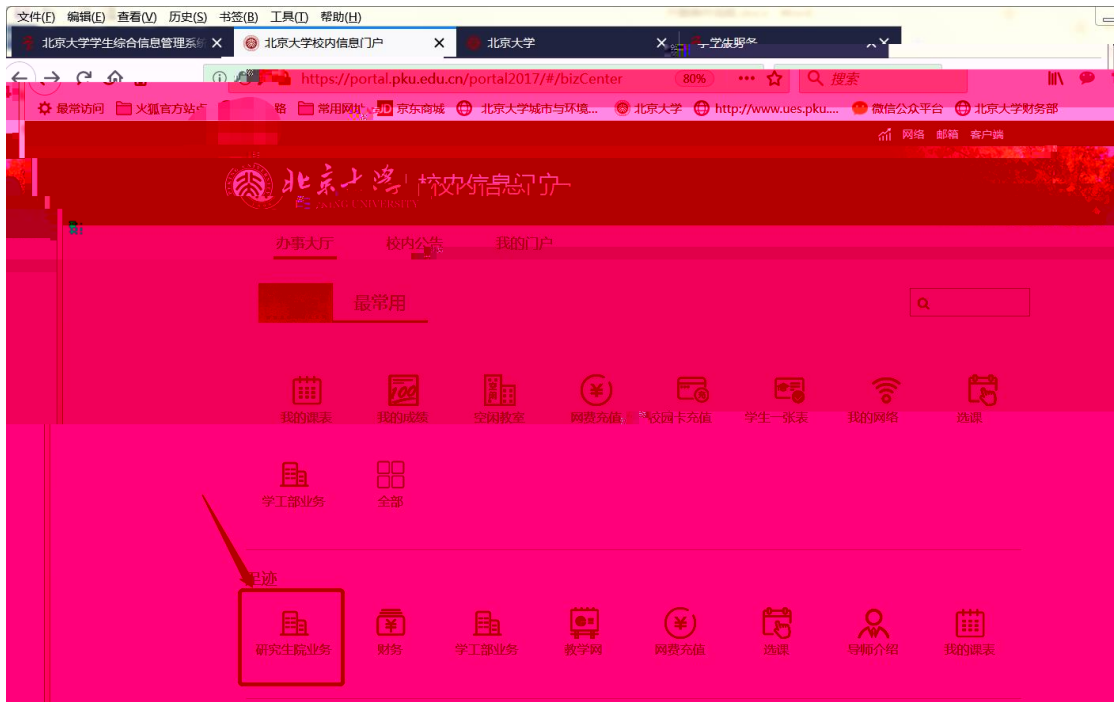 文件(F) 编辑(E) 查看(V) 历史(S) 书签(B) 工具(T) 帮助(H)
北京大学学生综合信息管理系统 北京大学校内信息门户 北京大学
https://portal.pku.edu.cn/portal2017/#/bizCenter 80% 搜索
最常访问 火狐官方站点 常用网址 JD 京东商城 北京大学城市与环境... 北京大学 http://www.ues.pku.... 微信公众平台 北京大学财务部
网络 邮箱 客户端
北京大学 校内信息门户
办事大厅 校内公告 我的门户
最常用
我的课表 我的成绩 空闲教室 网费充值 校园卡充值 学生一张表 我的网络 选课
学工部业务 全部
足迹
研究生院业务 财务 学工部业务 教学网 网费充值 选课 导师介绍 我的课表